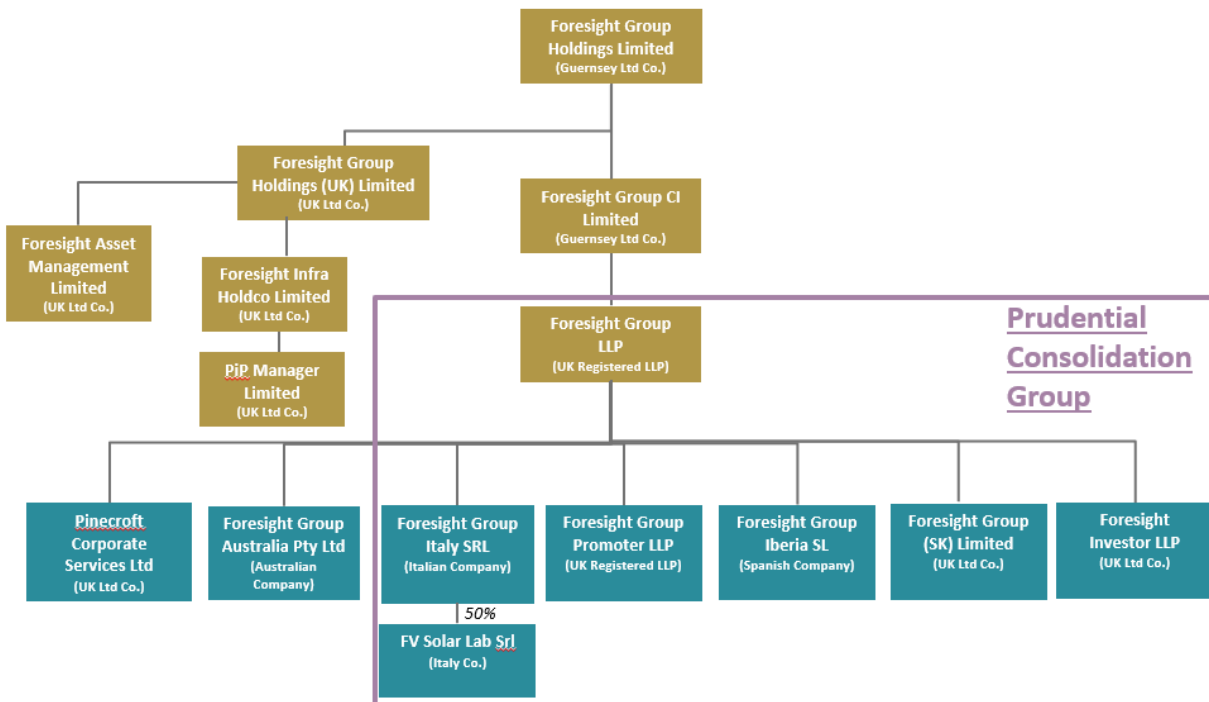 Foresight Group
Holdings Limited
(Guernsey Ltd Co.)
Foresight Group
Holdings (UK) Limited
(UK Ltd Co.)
Foresight Group CI
Limited
(Guernsey Ltd Co.)
Foresight Asset
Management
Limited
(UK Ltd Co.)
Foresight Infra
Holdco Limited
(UK Ltd Co.)
Foresight Group
LLP
(UK Registered LLP)
Prudential
Consolidation
Group
PiP Manager
Limited
(UK Ltd Co.)
Pinecroft
Corporate
Services Ltd
(UK Ltd Co.)
Foresight Group
Australia Pty Ltd
(Australian
Company)
Foresight Group
Italy SRL
(Italian Company)
Foresight Group
Promoter LLP
(UK Registered LLP)
Foresight Group
Iberia SL
(Spanish Company)
Foresight Group
(SK) Limited
(UK Ltd Co.)
Foresight
Investor LLP
(UK Ltd Co.)
50%
FV Solar Lab Srl
(Italy Co.)